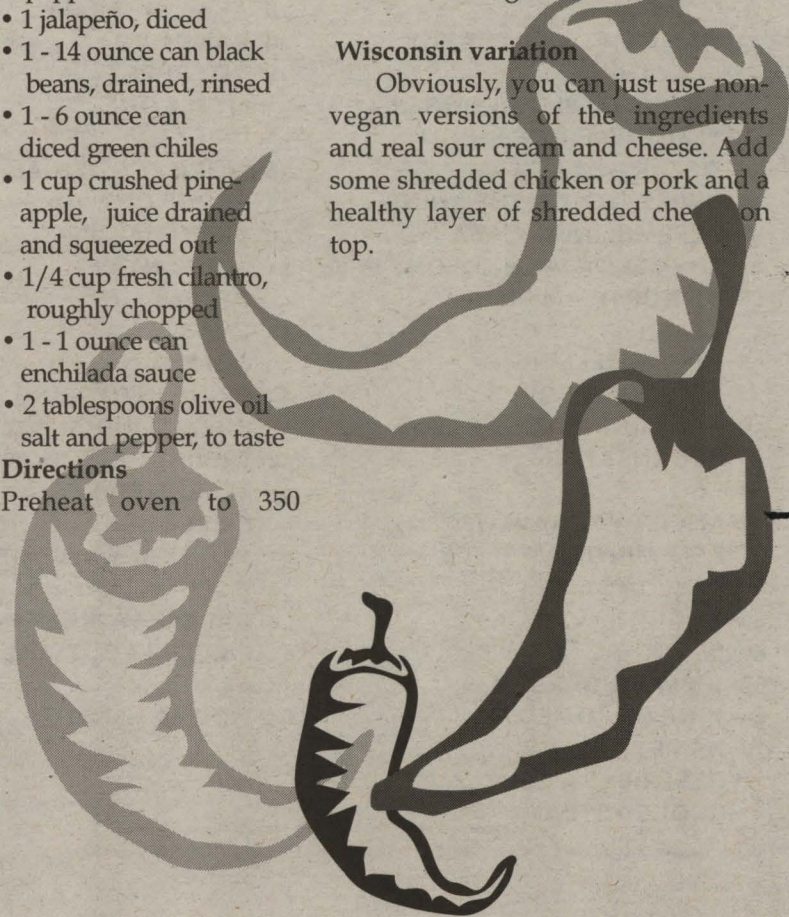 • 1 jalapeño, diced
• 1 - 14 ounce can black
beans, drained, rinsed
• 1 - 6 ounce can
diced green chiles
• 1 cup crushed pine-
apple, juice drained
and squeezed out
• 1/4 cup fresh cilantro,
roughly chopped
• 1 - 1 ounce can
enchilada sauce
• 2 tablespoons olive oil
salt and pepper, to taste
Directions
Preheat oven to 350
Wisconsin variation
Obviously, you can just use non-
vegan versions of the ingredients
and real sour cream and cheese. Add
some shredded chicken or pork and a
healthy layer of shredded on
top.